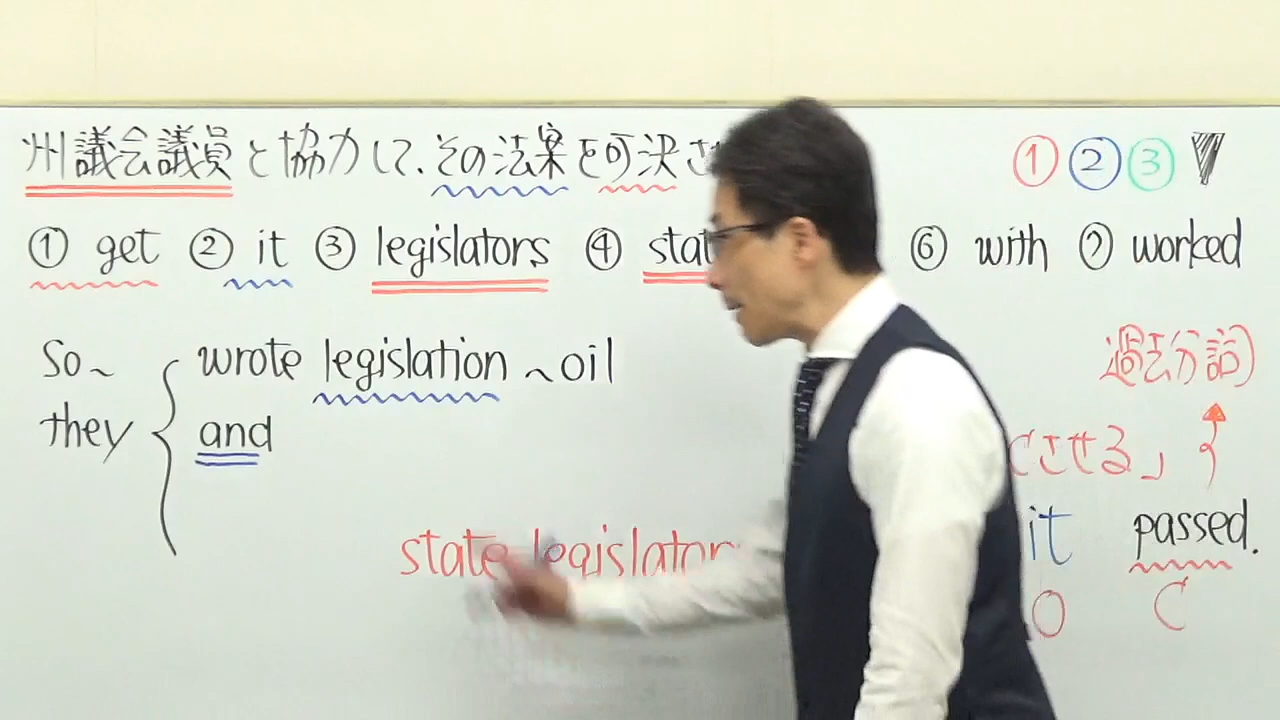 州議会議員と協力して、その法案を可決さ
① ② ③
① get ② it ③ legislators ④ stat ⑥ with ⑦ worked
So~ wrote legislation ~oil
過去分詞
they and
Cさせる」
state legislator it passed.
O C